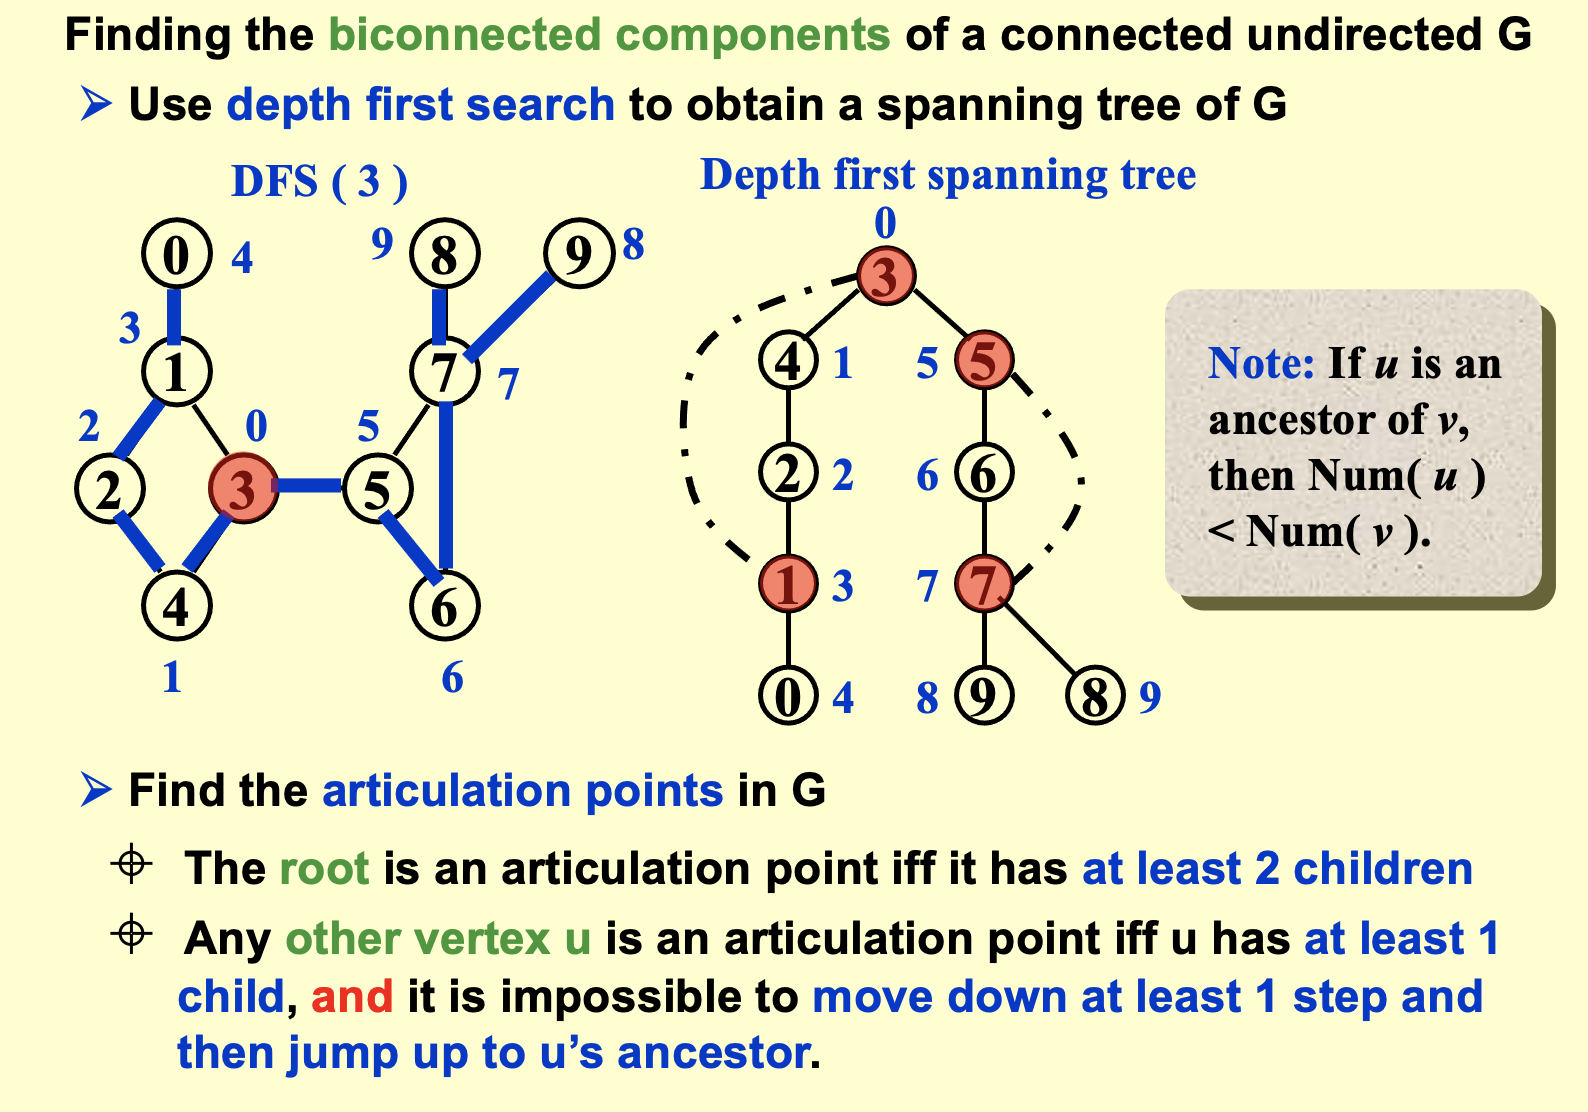 Finding the biconnected components of a connected undirected G
➢ Use depth first search to obtain a spanning tree of G
DFS ( 3 )
0 4
8 9
9 8
1 3
7 7
2 2
3 0
5 5
4 1
6 6
Depth first spanning tree
0
3
4 1
5 5
2 2
6 6
1 3
7 7
0 4
8 9
8 9
Note: If u is an
ancestor of v,
then Num( u )
< Num( v ).
➢ Find the articulation points in G
The root is an articulation point iff it has at least 2 children
Any other vertex u is an articulation point iff u has at least 1
child, and it is impossible to move down at least 1 step and
then jump up to u’s ancestor.